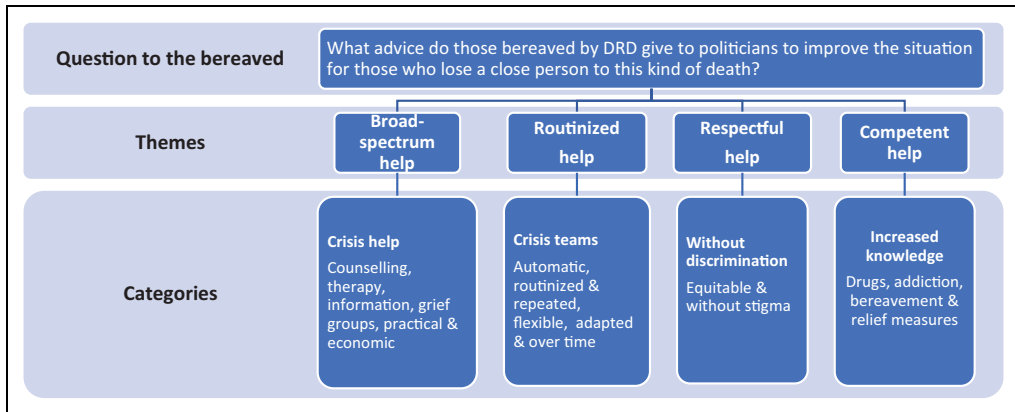 Question to the bereaved
What advice do those bereaved by DRD give to politicians to improve the situation
for those who lose a close person to this kind of death?
Themes
Broad-
spectrum
help
Routinized
help
Respectful
help
Competent
help
Categories
Crisis help
Counselling,
therapy,
information, grief
groups, practical &
economic
Crisis teams
Automatic,
routinized &
repeated,
flexible, adapted
& over time
Without
discrimination
Equitable &
without stigma
Increased
knowledge
Drugs, addiction,
bereavement &
relief measures